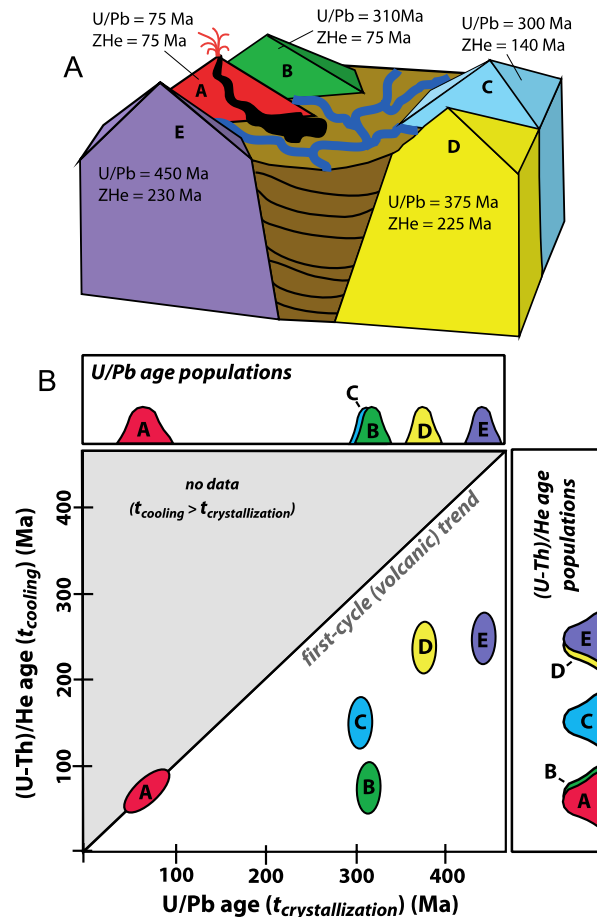 U/Pb = 75 Ma
ZHe = 75 Ma
U/Pb = 310Ma
ZHe = 75 Ma
U/Pb = 300 Ma
ZHe = 140 Ma
A
B
A
C
E
D
U/Pb = 450 Ma
ZHe = 230 Ma
U/Pb = 375 Ma
ZHe = 225 Ma
B
U/Pb age populations
C
A
B
D
E
no data
(tcooling > tcrystallization)
first-cycle (volcanic) trend
(U-Th)/He age (tcooling) (Ma)
400
300
200
100
D
E
C
A
B
(U-Th)/He age
populations
E
D
C
B
A
100
200
300
400
U/Pb age (tcrystallization) (Ma)